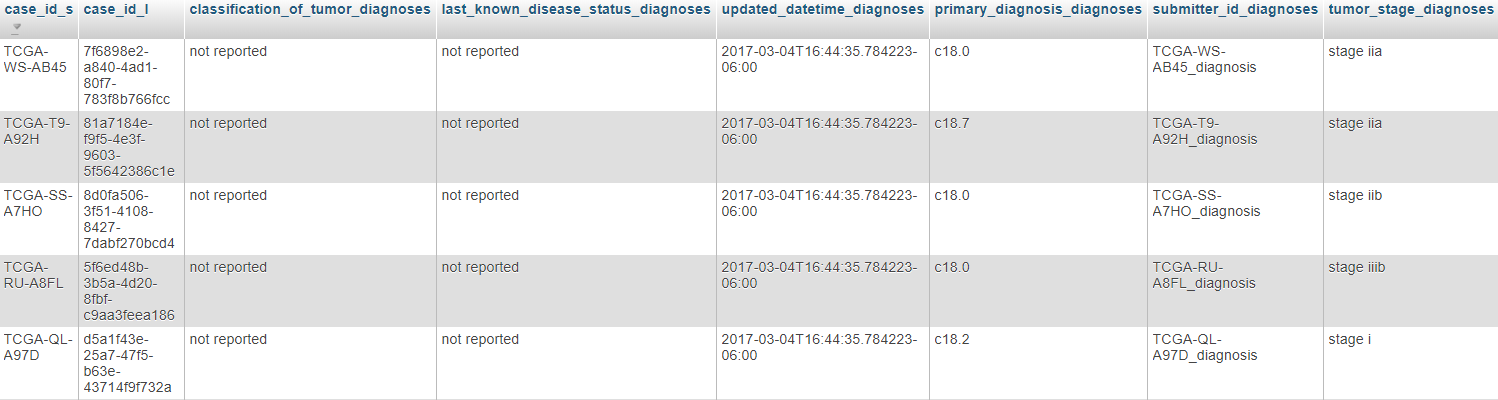 case_id_s case_id_l classification_of_tumor_diagnoses last_known_disease_status_diagnoses updated_datetime_diagnoses primary_diagnosis_diagnoses submitter_id_diagnoses tumor_stage_diagnoses
TCGA- 7f6898e2- not reported not reported 2017-03-04T16:44:35.784223- c18.0 TCGA-WS- stage iia
WS-AB45 a840-4ad1- 06:00 AB45_diagnosis
80f7-
783f8b766fcc
TCGA-T9- 81a7184e- not reported not reported 2017-03-04T16:44:35.784223- c18.7 TCGA-T9- stage iia
A92H f9f5-4e3f- 06:00 A92H_diagnosis
9603-
5f5642386c1e
TCGA-SS- 8d0fa506- not reported not reported 2017-03-04T16:44:35.784223- c18.0 TCGA-SS- stage iib
A7HO 3f51-4108- 06:00 A7HO_diagnosis
8427-
7dabf270bcd4
TCGA- 5f6ed48b- not reported not reported 2017-03-04T16:44:35.784223- c18.0 TCGA-RU- stage iiib
RU-A8FL 3b5a-4d20- 06:00 A8FL_diagnosis
8fbf-
c9aa3feea186
TCGA-QL- d5a1f43e- not reported not reported 2017-03-04T16:44:35.784223- c18.2 TCGA-QL- stage i
A97D 25a7-47f5- 06:00 A97D_diagnosis
b63e-
43714f9f732a